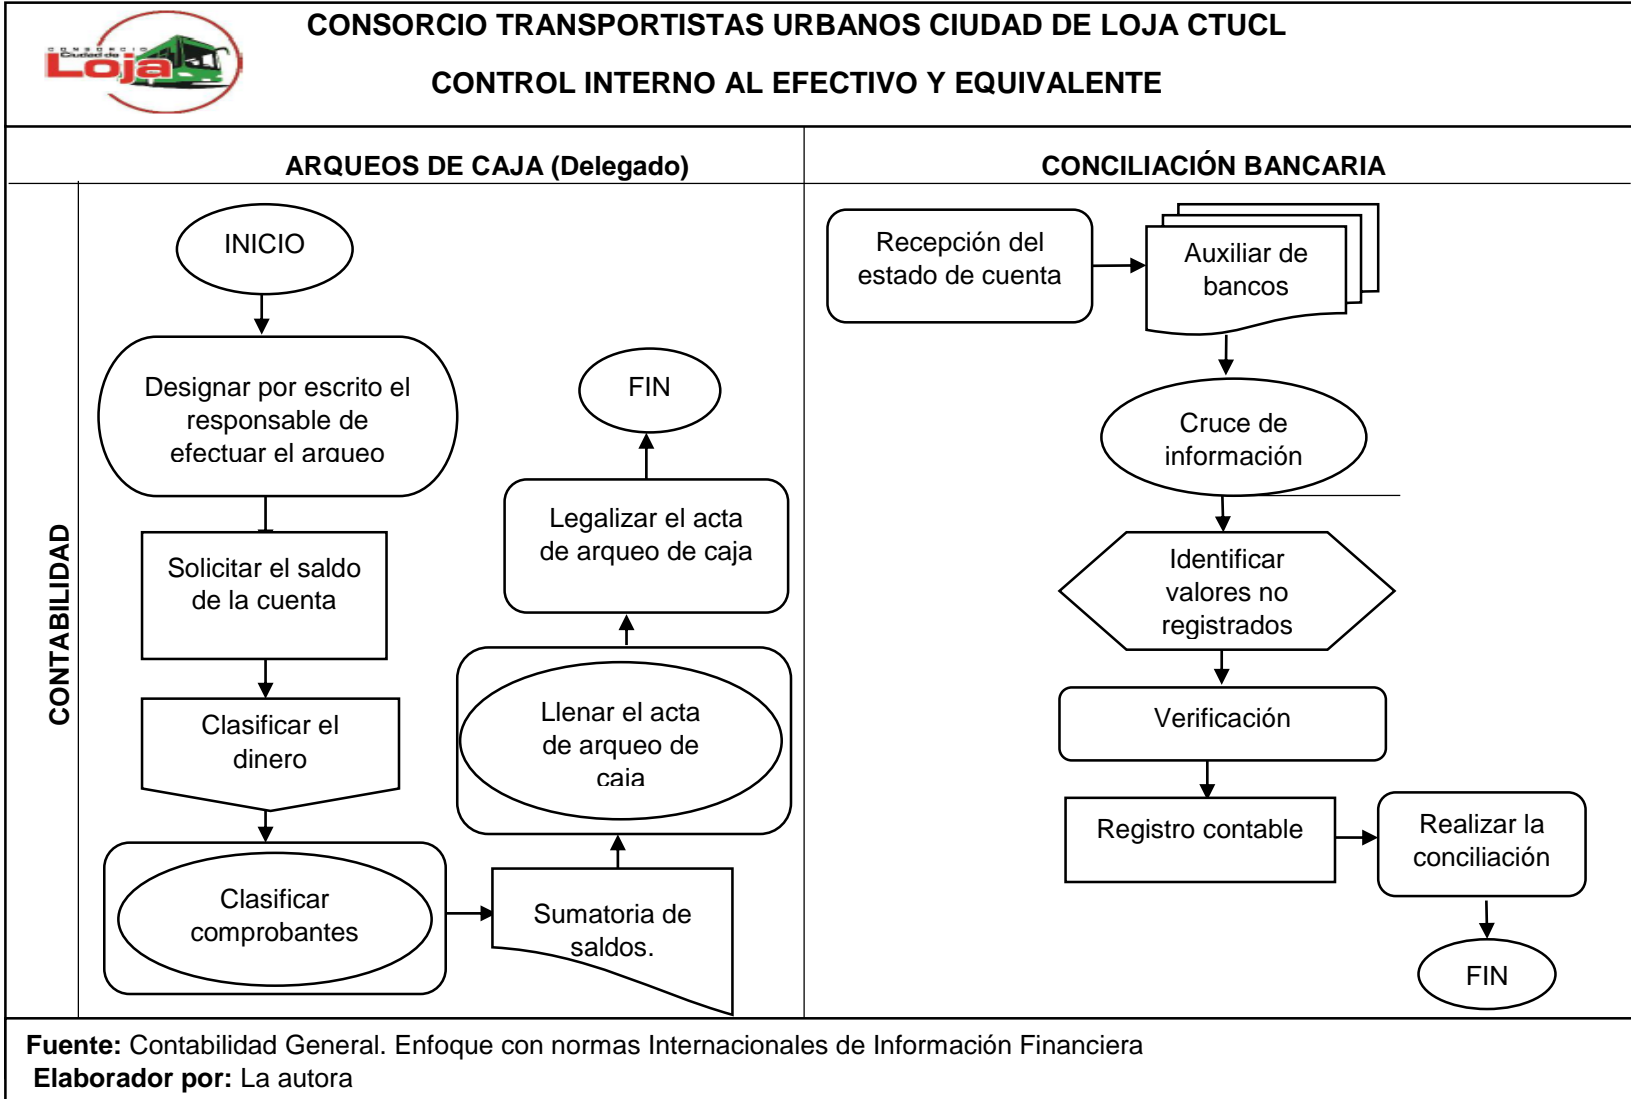 CONSORCIO
Ciudad de
Loja
CONSORCIO TRANSPORTISTAS URBANOS CIUDAD DE LOJA CTUCL
CONTROL INTERNO AL EFECTIVO Y EQUIVALENTE
ARQUEOS DE CAJA (Delegado)
CONCILIACIÓN BANCARIA
CONTABILIDAD
INICIO
Designar por escrito el
responsable de
efectuar el arqueo
Solicitar el saldo
de la cuenta
Clasificar el
dinero
Clasificar
comprobantes
Sumatoria de
saldos.
Llenar el acta
de arqueo de
caja
Legalizar el acta
de arqueo de caja
FIN
Recepción del
estado de cuenta
Auxiliar de
bancos
Cruce de
información
Identificar
valores no
registrados
Verificación
Registro contable
Realizar la
conciliación
FIN
Fuente: Contabilidad General. Enfoque con normas Internacionales de Información Financiera
Elaborador por: La autora